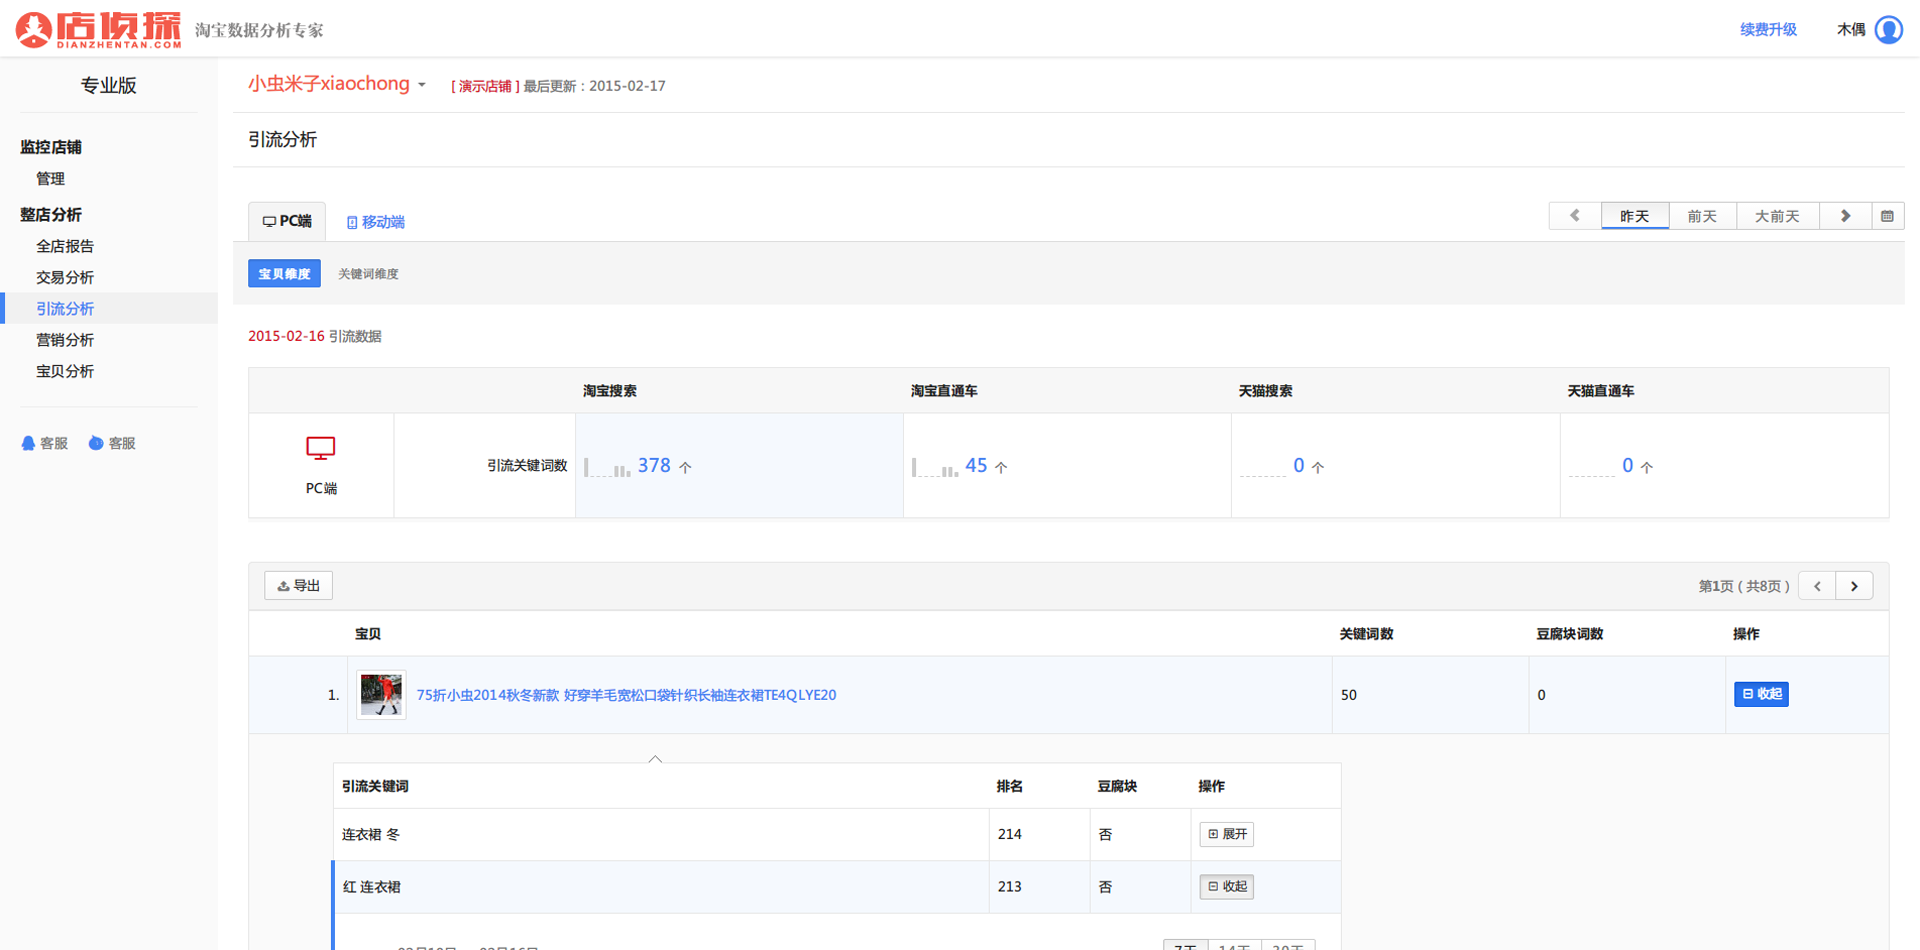 店侦探 淘宝数据分析专家 续费升级 木偶
DIANZHENTAN.COM
专业版
小虫米子xiaochong [ 演示店铺 ] 最后更新：2015-02-17
引流分析
监控店铺
管理
整店分析
全店报告
交易分析
引流分析
营销分析
宝贝分析
客服 客服
PC端 移动端 昨天 前天 大前天
宝贝维度 关键词维度
2015-02-16 引流数据
淘宝搜索 淘宝直通车 天猫搜索 天猫直通车
PC端 引流关键词数 378 个 45 个 0 个 0 个
导出 第1页 ( 共8页 )
宝贝 关键词数 豆腐块词数 操作
1. 75折小虫2014秋冬新款 好穿羊毛宽松口袋针织长袖连衣裙TE4QLYE20 50 0 收起
引流关键词 排名 豆腐块 操作
连衣裙 冬 214 否 展开
红 连衣裙 213 否 收起